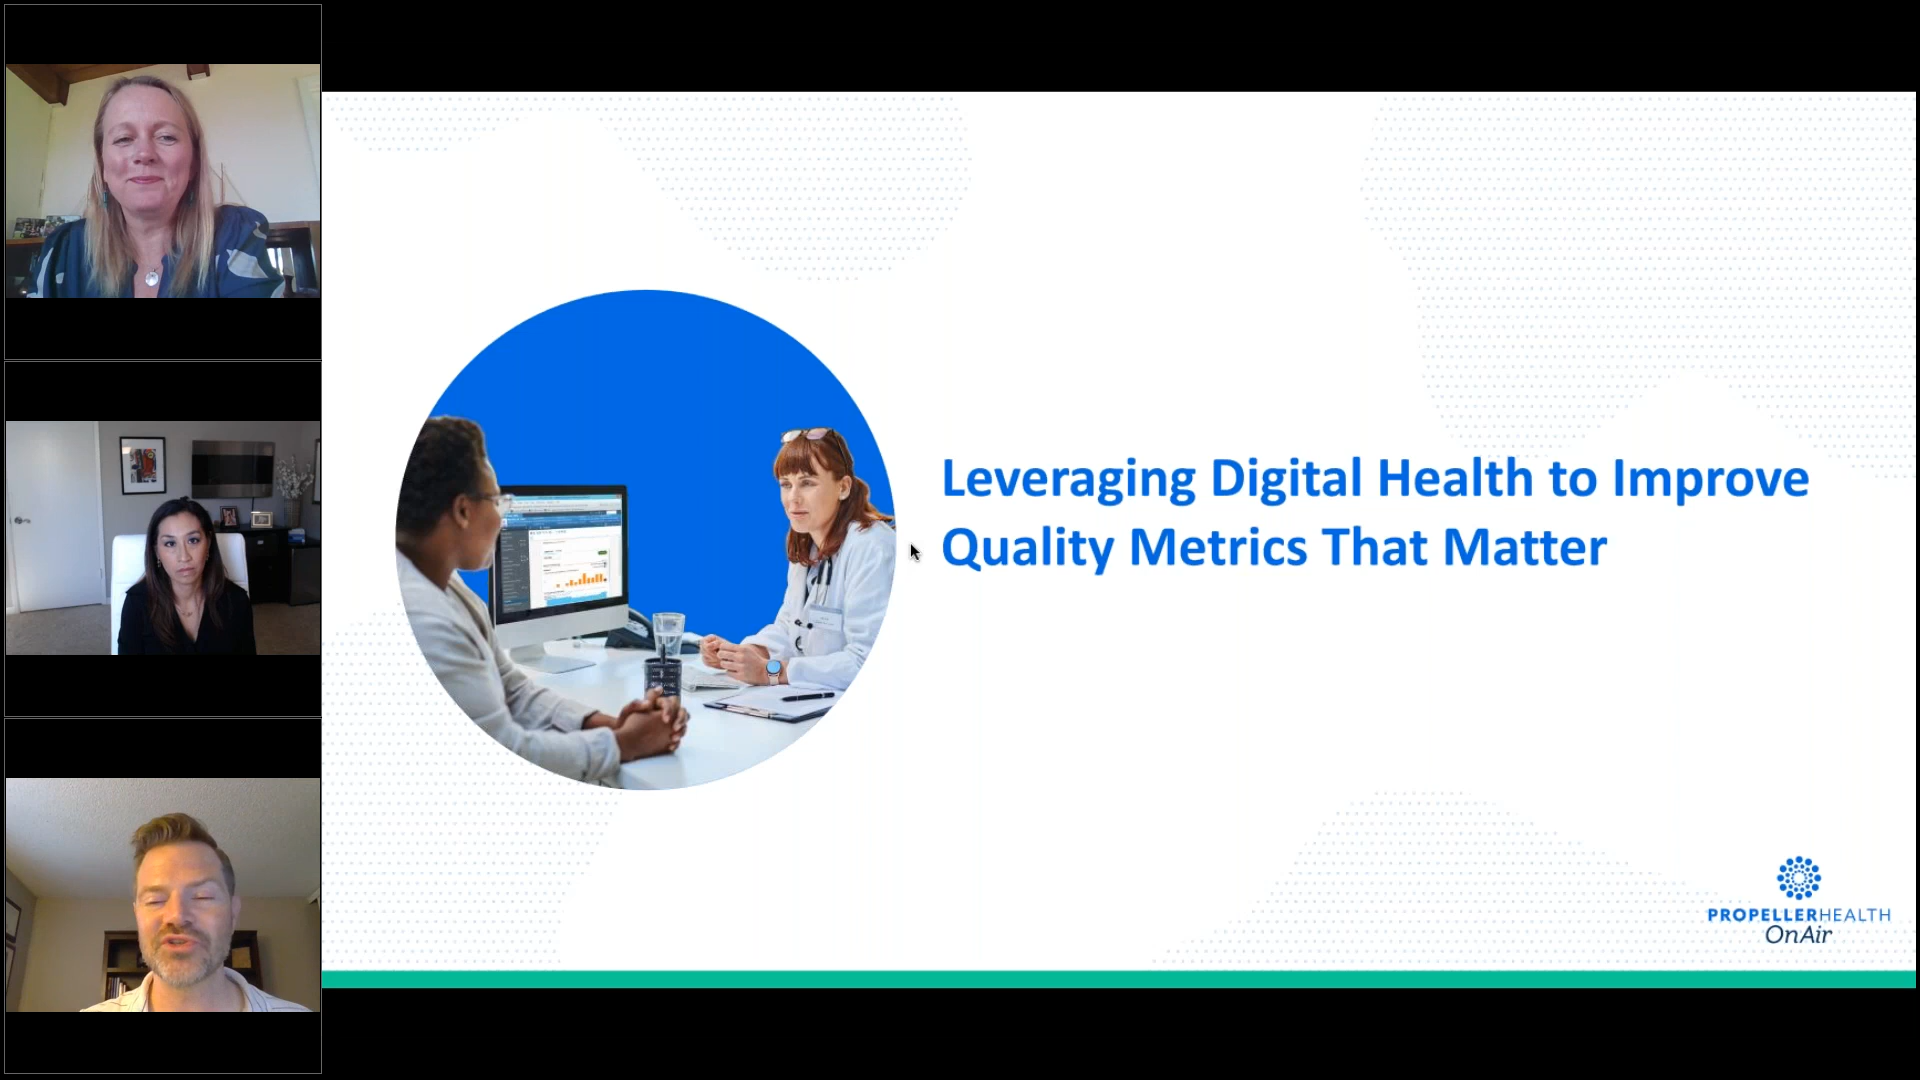 Leveraging Digital Health to Improve
Quality Metrics That Matter
PROPELLERHEALTH
OnAir